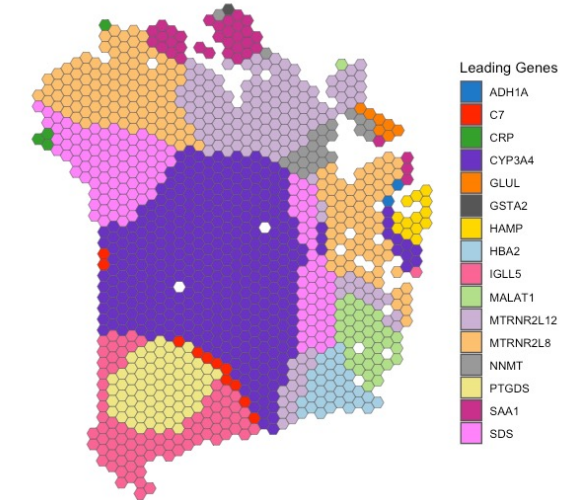 Leading Genes
ADH1A
C7
CRP
CYP3A4
GLUL
GSTA2
HAMP
HBA2
IGLL5
MALAT1
MTRNR2L12
MTRNR2L8
NNMT
PTGDS
SAA1
SDS